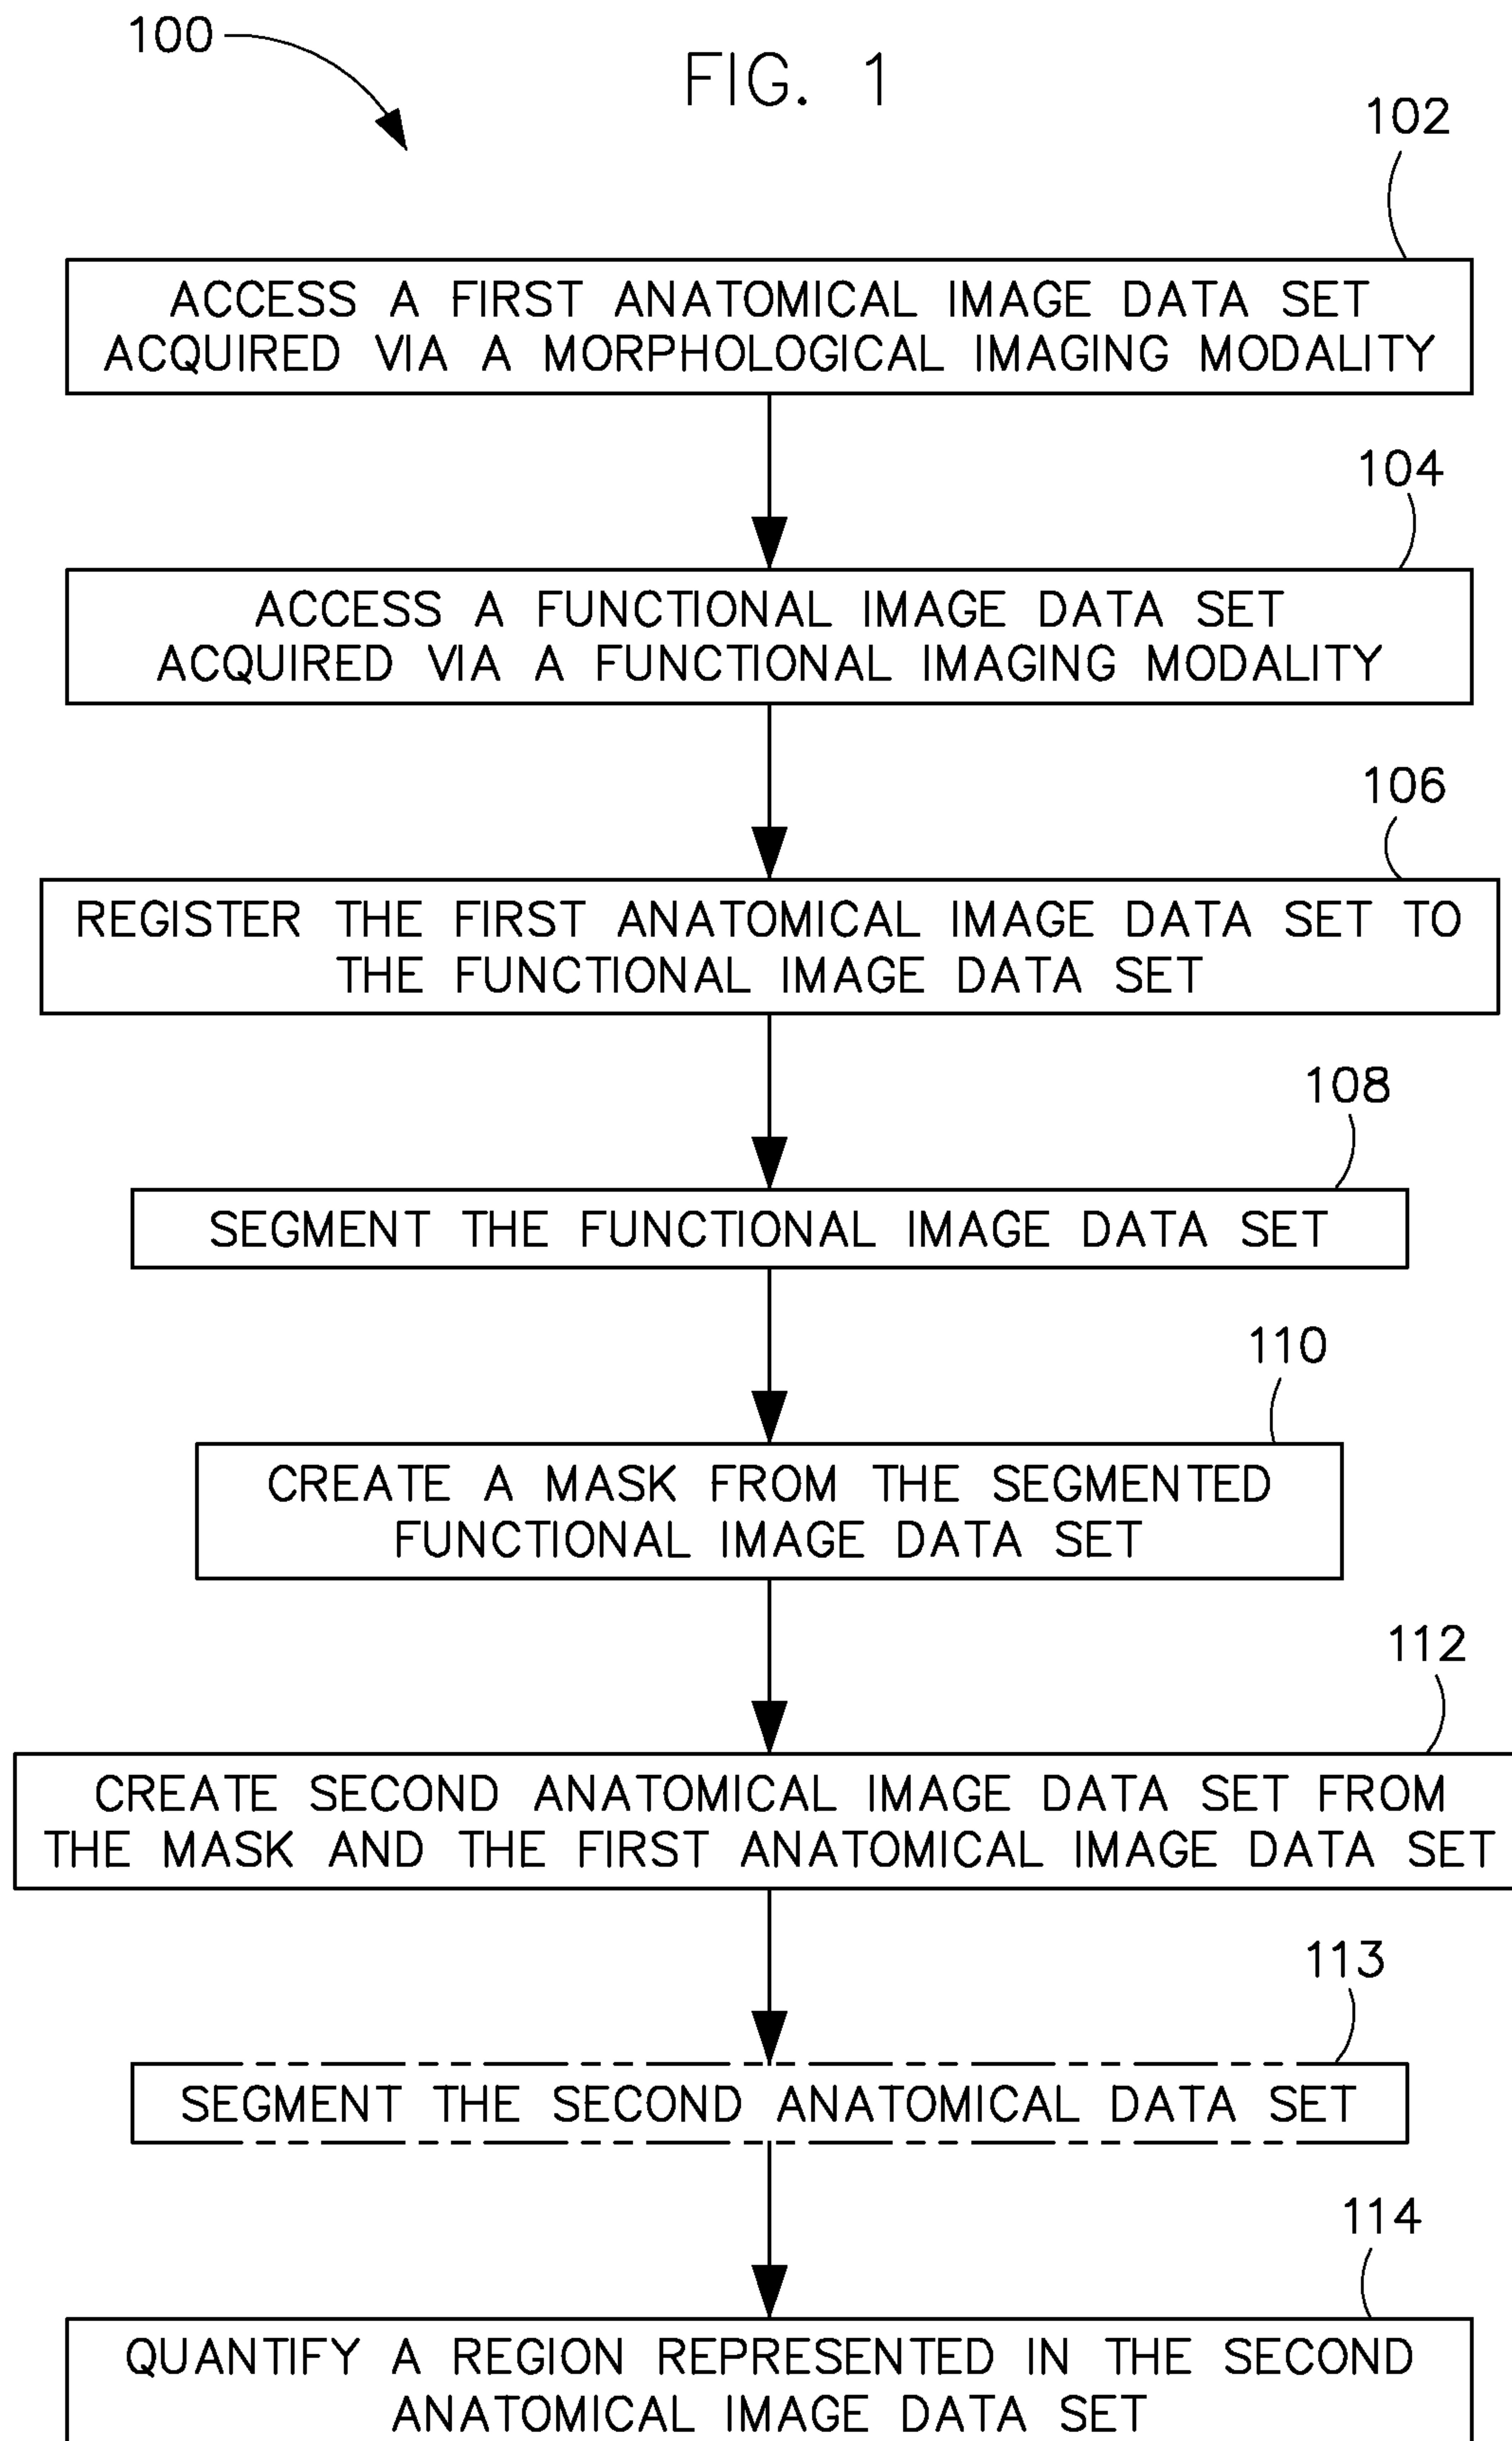 100
FIG. 1
102
ACCESS A FIRST ANATOMICAL IMAGE DATA SET
ACQUIRED VIA A MORPHOLOGICAL IMAGING MODALITY
104
ACCESS A FUNCTIONAL IMAGE DATA SET
ACQUIRED VIA A FUNCTIONAL IMAGING MODALITY
106
REGISTER THE FIRST ANATOMICAL IMAGE DATA SET TO
THE FUNCTIONAL IMAGE DATA SET
108
SEGMENT THE FUNCTIONAL IMAGE DATA SET
110
CREATE A MASK FROM THE SEGMENTED
FUNCTIONAL IMAGE DATA SET
112
CREATE SECOND ANATOMICAL IMAGE DATA SET FROM
THE MASK AND THE FIRST ANATOMICAL IMAGE DATA SET
113
SEGMENT THE SECOND ANATOMICAL DATA SET
114
QUANTIFY A REGION REPRESENTED IN THE SECOND
ANATOMICAL IMAGE DATA SET